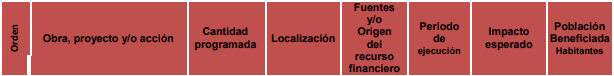 Orden
Obra, proyecto y/o acción
Cantidad
programada
Localización
Fuentes
y/o
Origen
del
recurso
financiero
Periodo
de
ejecución
Impacto
esperado
Población
Beneficiada
Habitantes